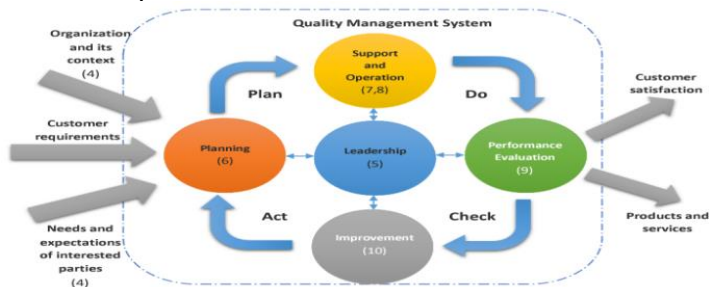 Quality Management System
Organization
and its
context
(4)
Support
and
Operation
(7,8)
Plan
Do
Customer
satisfaction
Customer
requirements
Planning
(6)
Leadership
(5)
Performance
Evaluation
(9)
Act
Check
Needs and
expectations
of interested
parties
(4)
Improvement
(10)
Products and
services